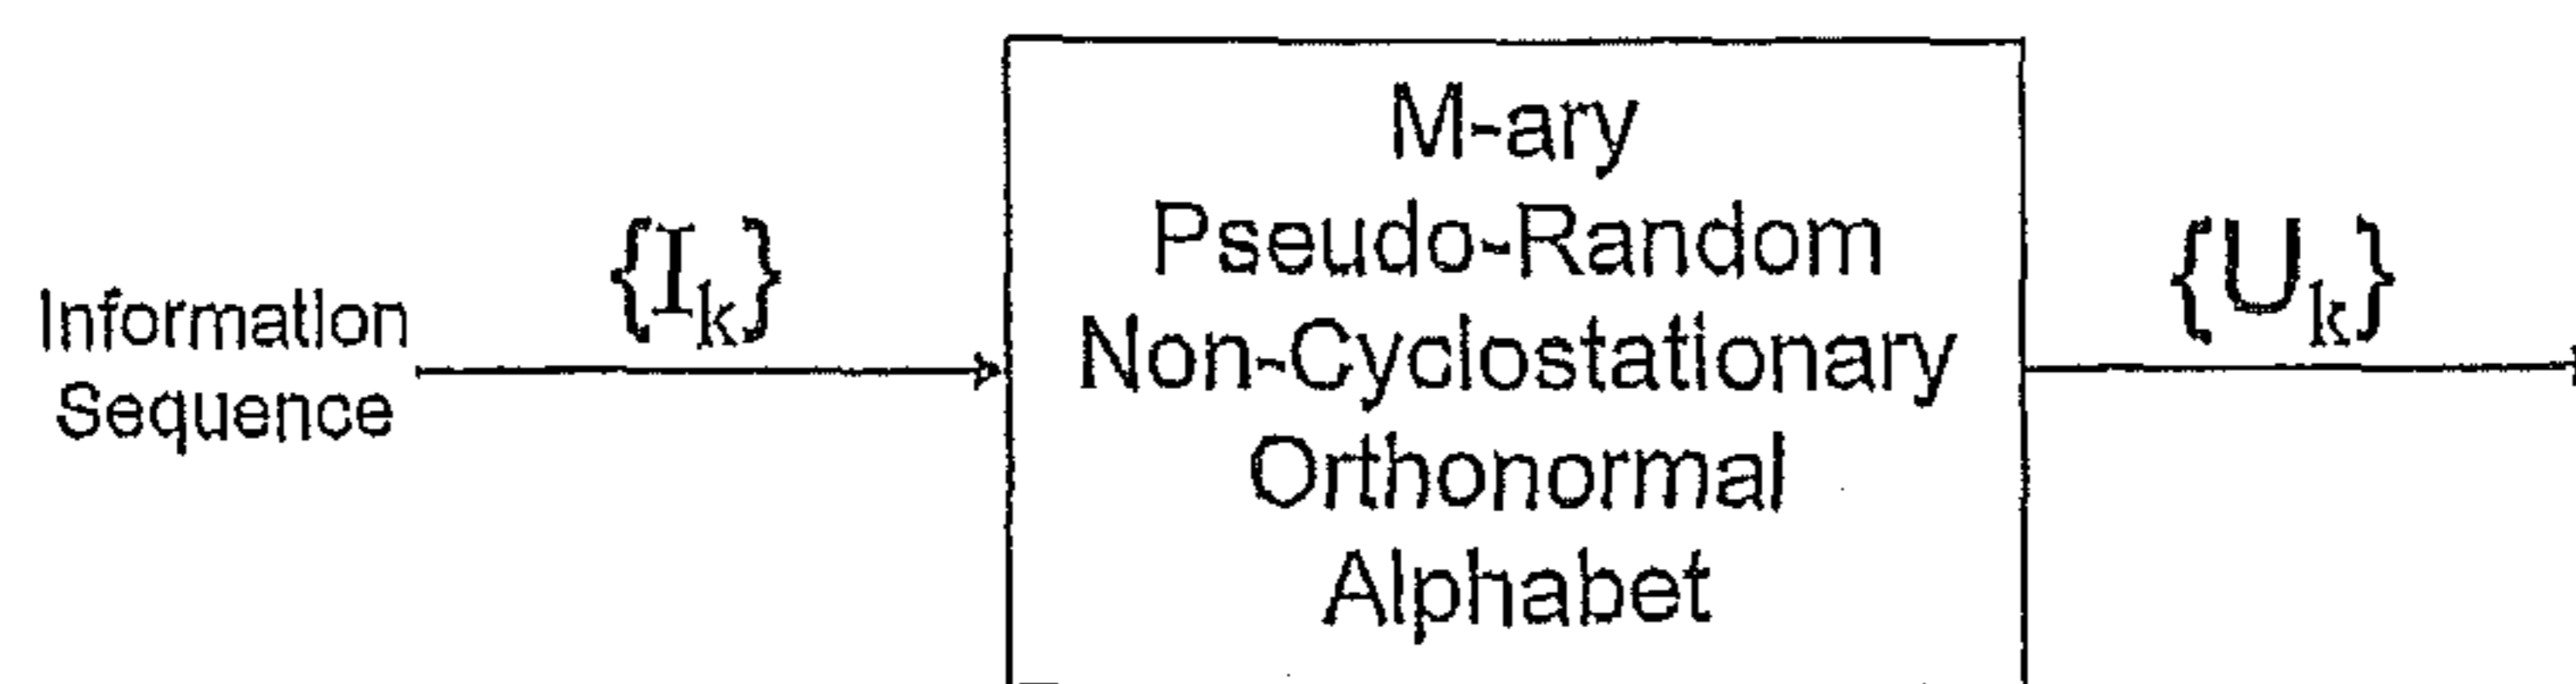 Information
Sequence
{I_k}
M-ary
Pseudo-Random
Non-Cyclostationary
Orthonormal
Alphabet
{U_k}